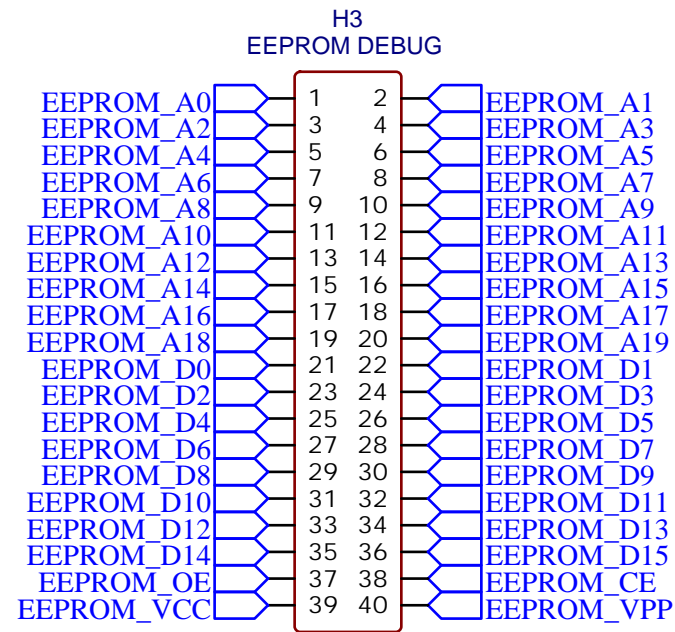 H3
EEPROM DEBUG
EEPROM_A0 1 2 EEPROM_A1
EEPROM_A2 3 4 EEPROM_A3
EEPROM_A4 5 6 EEPROM_A5
EEPROM_A6 7 8 EEPROM_A7
EEPROM_A8 9 10 EEPROM_A9
EEPROM_A10 11 12 EEPROM_A11
EEPROM_A12 13 14 EEPROM_A13
EEPROM_A14 15 16 EEPROM_A15
EEPROM_A16 17 18 EEPROM_A17
EEPROM_A18 19 20 EEPROM_A19
EEPROM_D0 21 22 EEPROM_D1
EEPROM_D2 23 24 EEPROM_D3
EEPROM_D4 25 26 EEPROM_D5
EEPROM_D6 27 28 EEPROM_D7
EEPROM_D8 29 30 EEPROM_D9
EEPROM_D10 31 32 EEPROM_D11
EEPROM_D12 33 34 EEPROM_D13
EEPROM_D14 35 36 EEPROM_D15
EEPROM_OE 37 38 EEPROM_CE
EEPROM_VCC 39 40 EEPROM_VPP